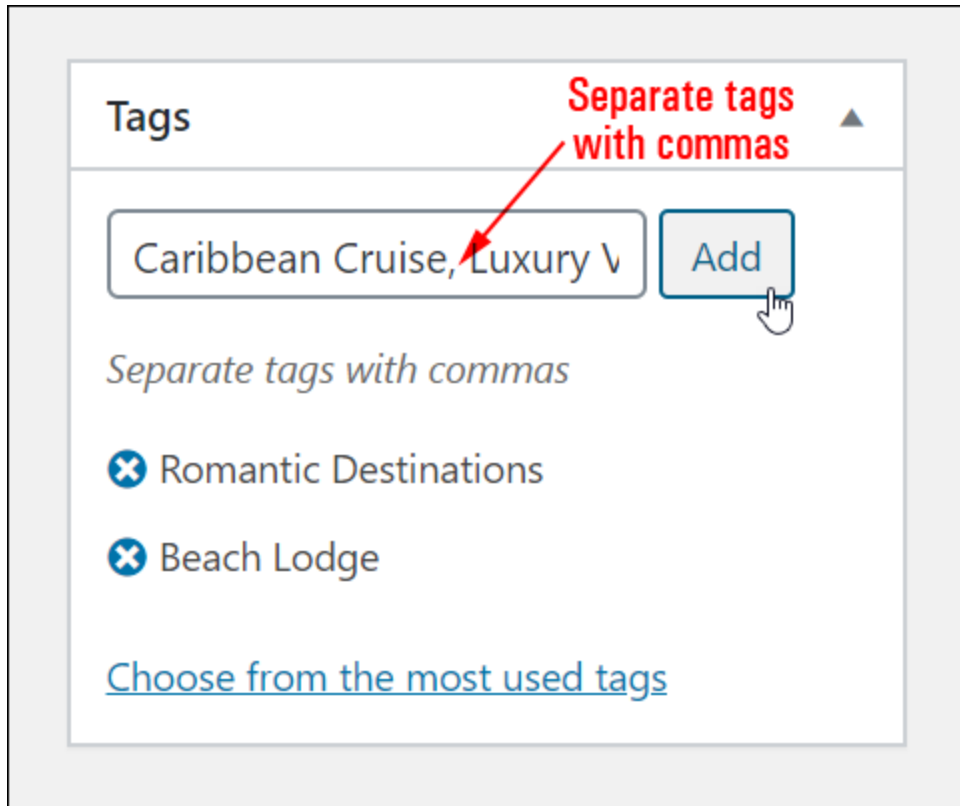 Tags
Separate tags
with commas
Caribbean Cruise, Luxury
Add
Separate tags with commas
Romantic Destinations
Beach Lodge
Choose from the most used tags